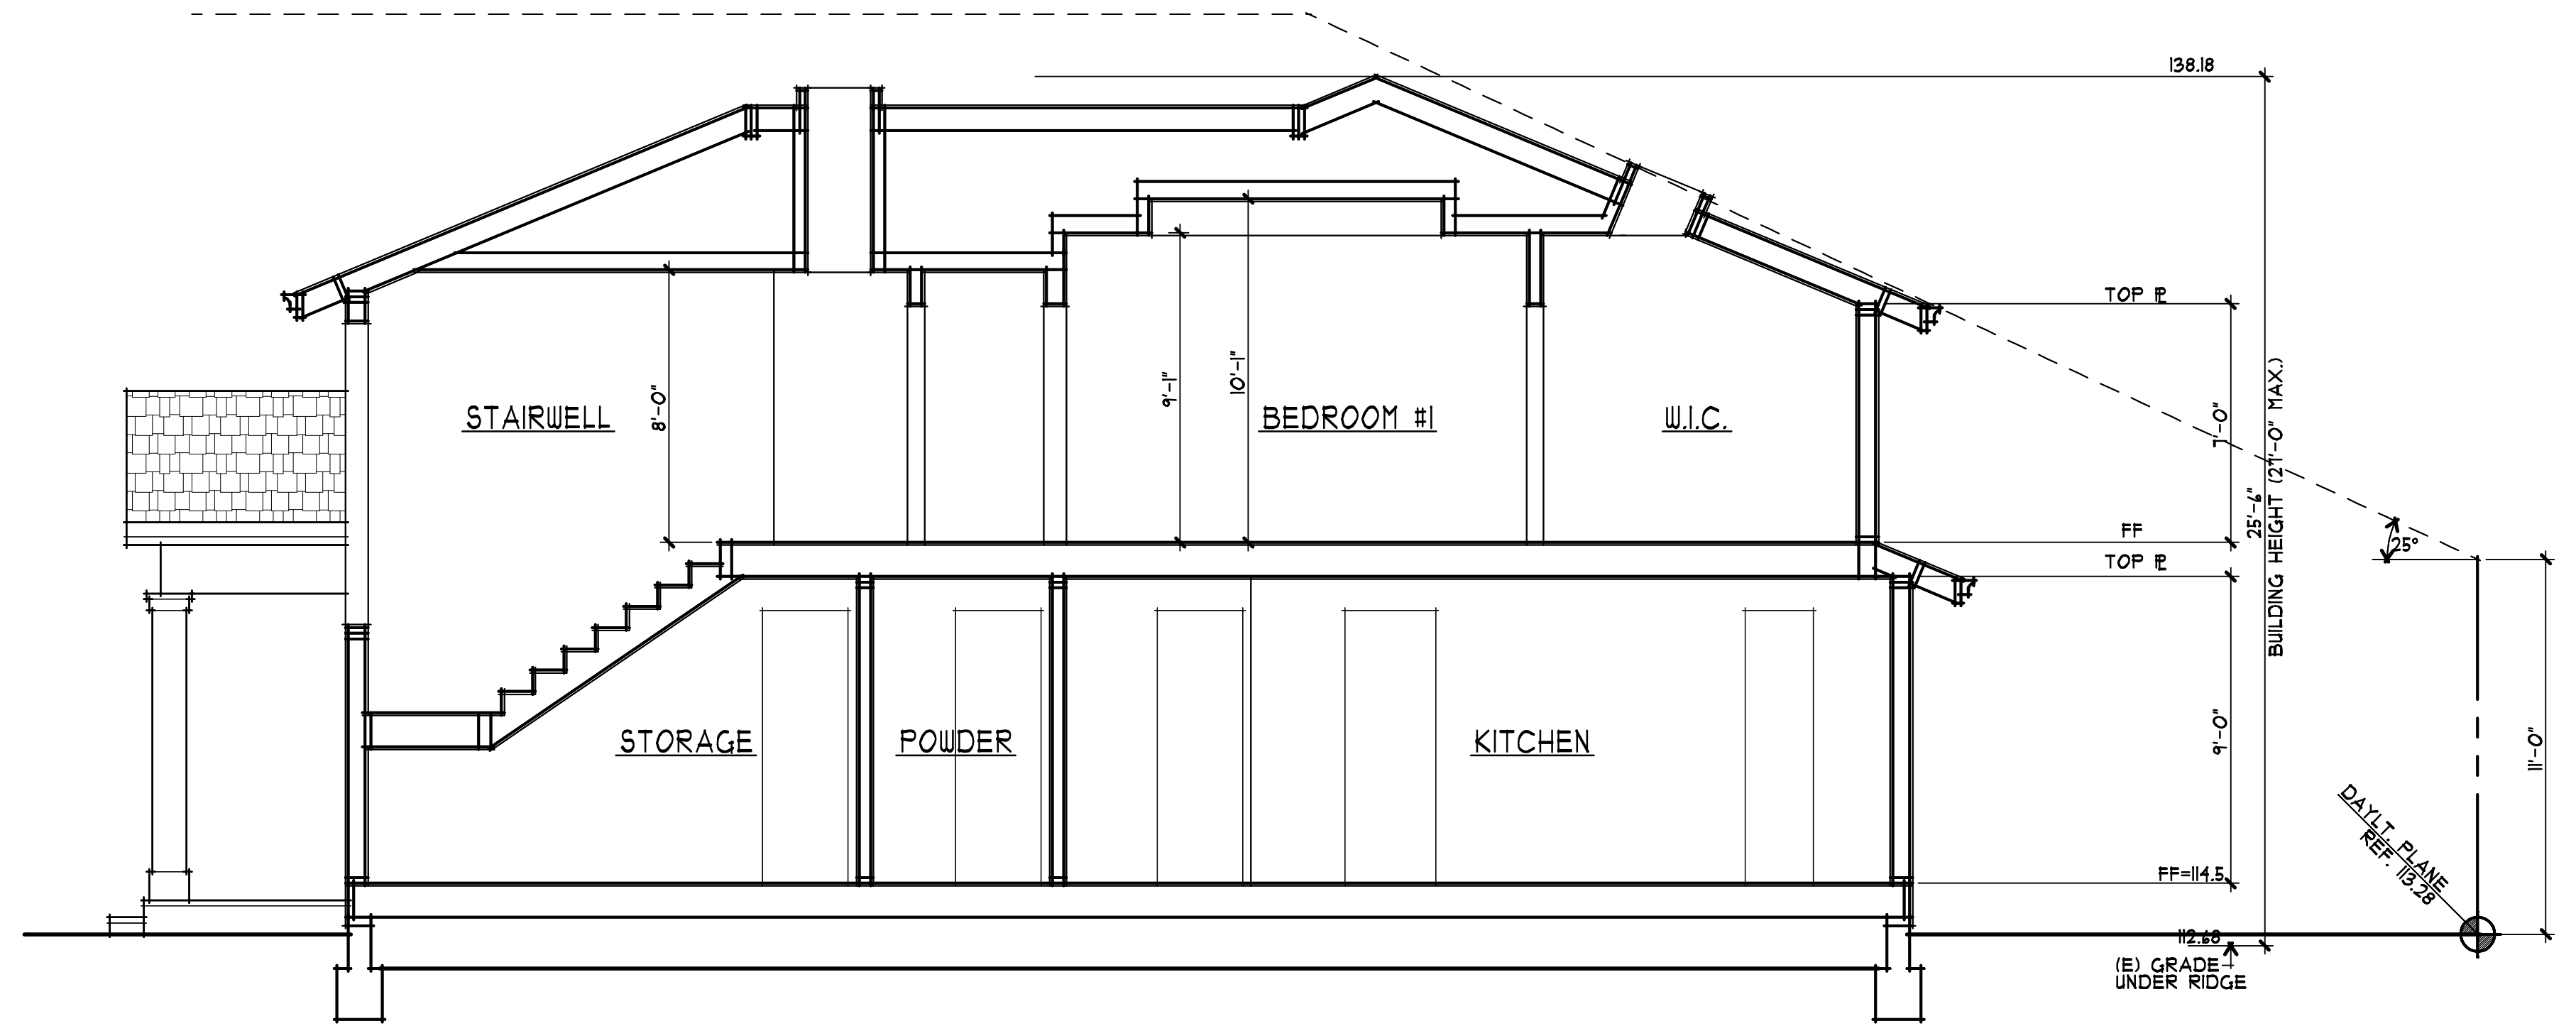 138.18
TOP PL
8'-0"
9'-1"
10'-1"
STAIRWELL
BEDROOM #1
W.I.C.
7'-0"
25'-6"
BUILDING HEIGHT (27'-0" MAX.)
FF
25°
TOP PL
STORAGE
POWDER
KITCHEN
9'-0"
11'-0"
DAYLT. PLANE
REF. 113.28
FF=114.5
112.68
(E) GRADE
UNDER RIDGE